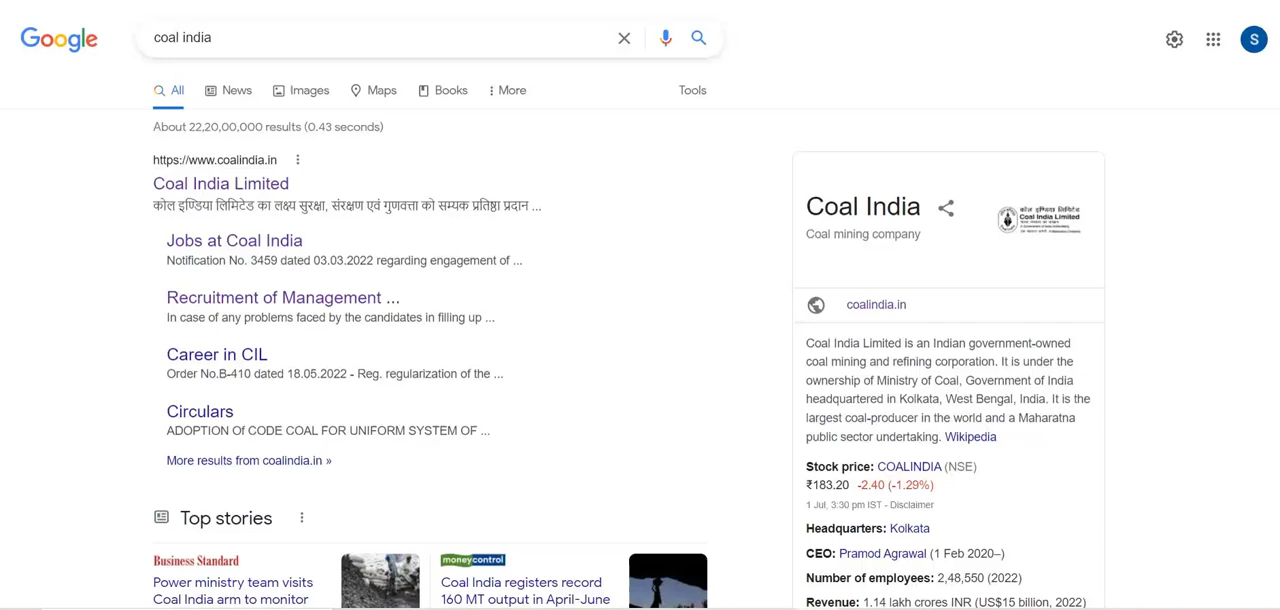 Google
coal india
S
All News Images Maps Books More Tools
About 22,20,00,000 results (0.43 seconds)
https://www.coalindia.in
Coal India Limited
कोल इण्डिया लिमिटेड का लक्ष्य सुरक्षा, संरक्षण एवं गुणवत्ता को सम्यक प्रतिष्ठा प्रदान ...
Jobs at Coal India
Notification No. 3459 dated 03.03.2022 regarding engagement of ...
Recruitment of Management ...
In case of any problems faced by the candidates in filling up ...
Career in CIL
Order No.B-410 dated 18.05.2022 - Reg. regularization of the ...
Circulars
ADOPTION Of CODE COAL FOR UNIFORM SYSTEM OF ...
More results from coalindia.in »
Top stories
Business Standard
Power ministry team visits
Coal India arm to monitor
moneycontrol
Coal India registers record
160 MT output in April-June
Coal India
Coal mining company
कोल इण्डिया लिमिटेड
Coal India Limited
coalindia.in
Coal India Limited is an Indian government-owned
coal mining and refining corporation. It is under the
ownership of Ministry of Coal, Government of India
headquartered in Kolkata, West Bengal, India. It is the
largest coal-producer in the world and a Maharatna
public sector undertaking. Wikipedia
Stock price: COALINDIA (NSE)
₹183.20 -2.40 (-1.29%)
1 Jul, 3:30 pm IST - Disclaimer
Headquarters: Kolkata
CEO: Pramod Agrawal (1 Feb 2020–)
Number of employees: 2,48,550 (2022)
Revenue: 1.14 lakh crores INR (US$15 billion, 2022)